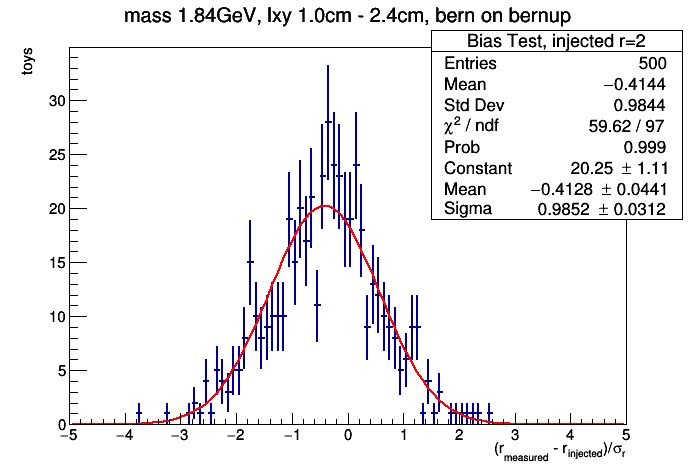 mass 1.84GeV, lxy 1.0cm - 2.4cm, bern on bernup
toys
Bias Test, injected r=2
Entries 500
Mean −0.4144
Std Dev 0.9844
χ² / ndf 59.62 / 97
Prob 0.999
Constant 20.25 ± 1.11
Mean −0.4128 ± 0.0441
Sigma 0.9852 ± 0.0312
30
25
20
15
10
5
0
−5 −4 −3 −2 −1 0 1 2 3 4 5
(r_measured - r_injected)/σ_r